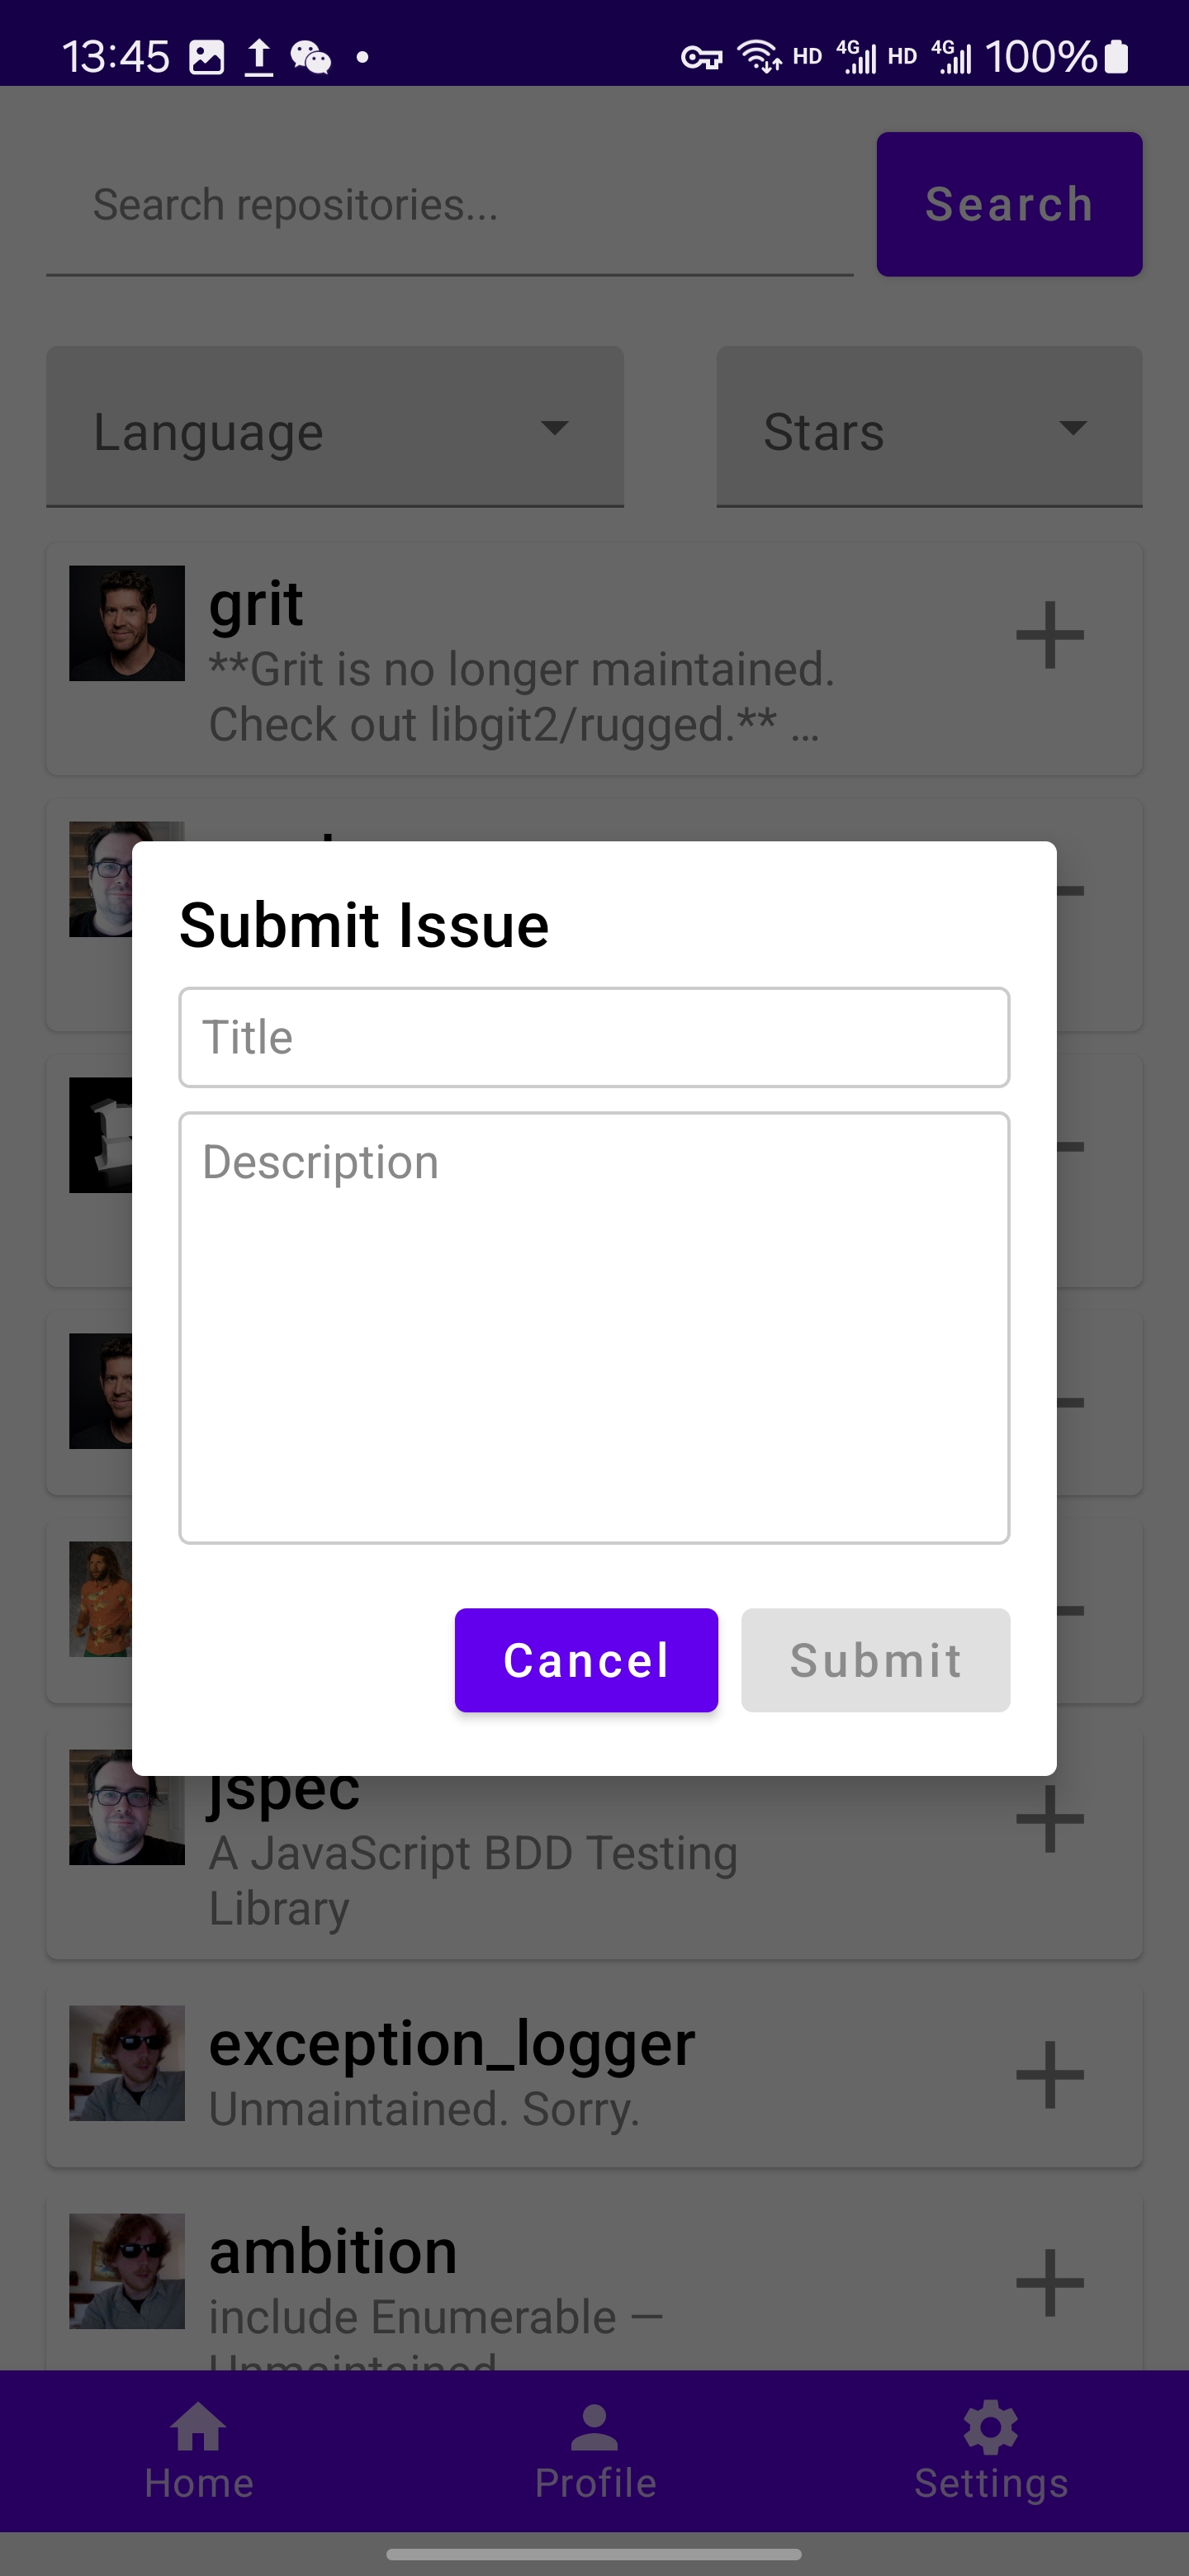 13:45 HD 4G HD 4G 100%
Search repositories...
Search
Language
Stars
grit
**Grit is no longer maintained.
Check out libgit2/rugged.** …
Submit Issue
Title
Description
Cancel
Submit
jspec
A JavaScript BDD Testing
Library
exception_logger
Unmaintained. Sorry.
ambition
include Enumerable —
Unmaintained
Home
Profile
Settings